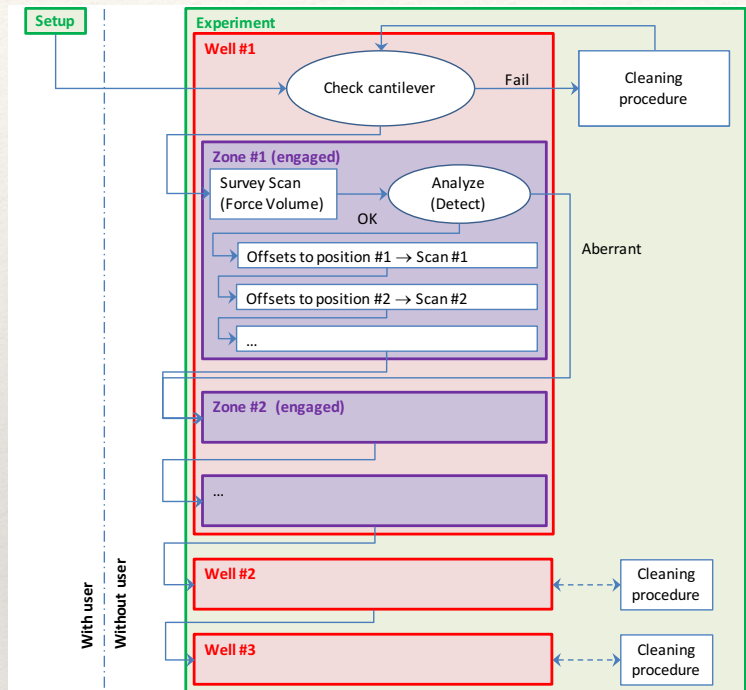 Setup
Experiment
Well #1
Check cantilever
Fail
Cleaning
procedure
Zone #1 (engaged)
Survey Scan
(Force Volume)
Analyze
(Detect)
OK
Aberrant
Offsets to position #1 → Scan #1
Offsets to position #2 → Scan #2
...
Zone #2 (engaged)
...
With user
Without user
Well #2
Cleaning
procedure
Well #3
Cleaning
procedure